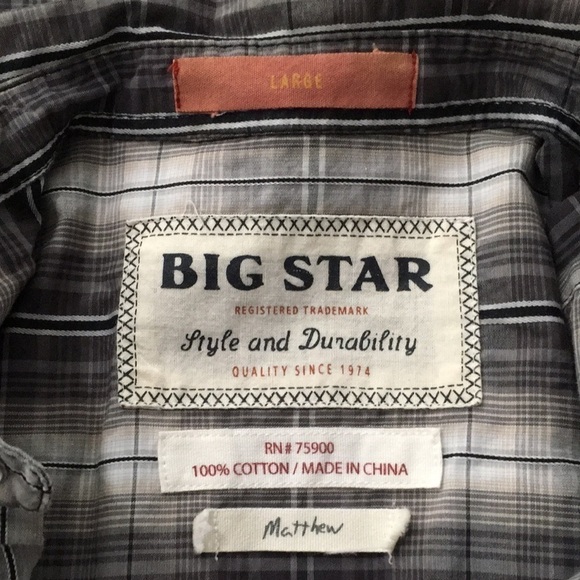 LARGE
BIG STAR
REGISTERED TRADEMARK
Style and Durability
QUALITY SINCE 1974
RN# 75900
100% COTTON / MADE IN CHINA
Matthew